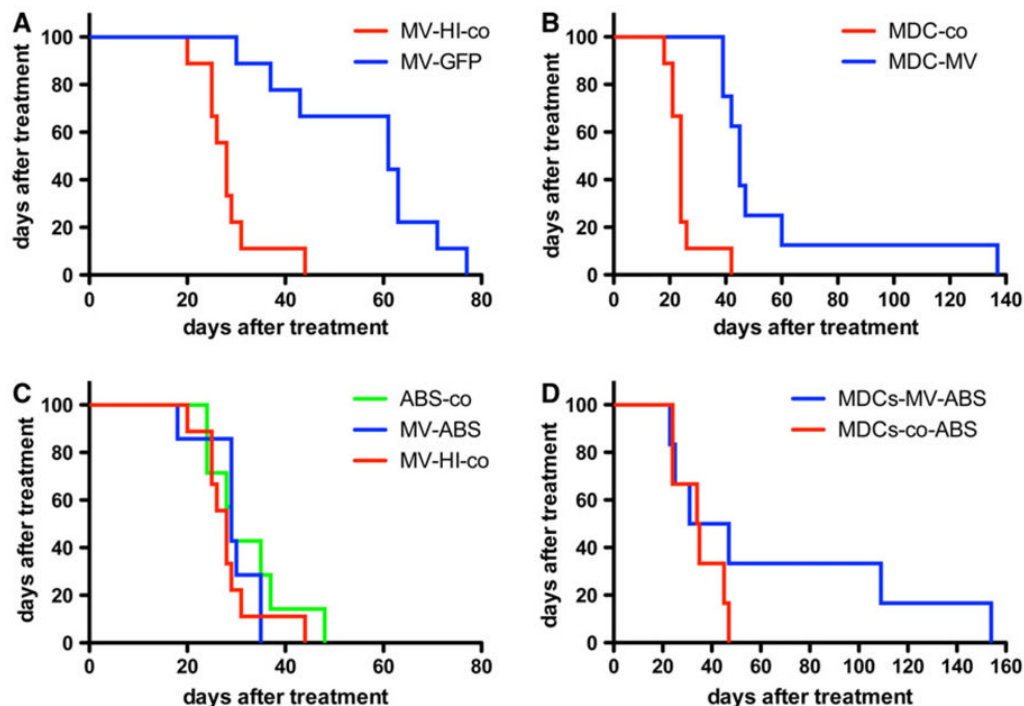 A
MV-HI-co
MV-GFP
100
80
60
40
20
0
0 20 40 60 80
days after treatment
days after treatment
B
MDC-co
MDC-MV
100
80
60
40
20
0
0 20 40 60 80 100 120 140
days after treatment
days after treatment
C
ABS-co
MV-ABS
MV-HI-co
100
80
60
40
20
0
0 20 40 60 80
days after treatment
days after treatment
D
MDCs-MV-ABS
MDCs-co-ABS
100
80
60
40
20
0
0 20 40 60 80 100 120 140 160
days after treatment
days after treatment